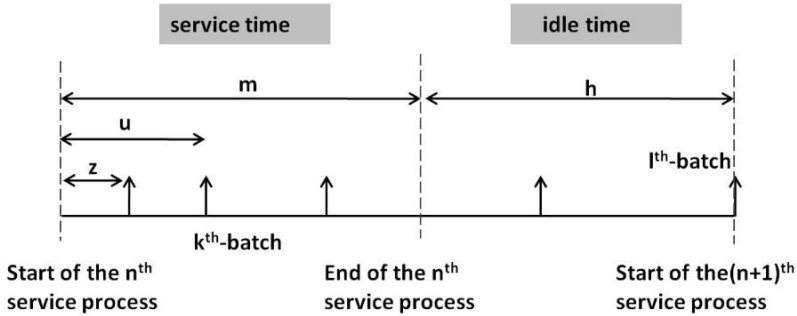 service time
idle time
m
h
u
z
lᵗʰ-batch
kᵗʰ-batch
Start of the nᵗʰ
service process
End of the nᵗʰ
service process
Start of the(n+1)ᵗʰ
service process